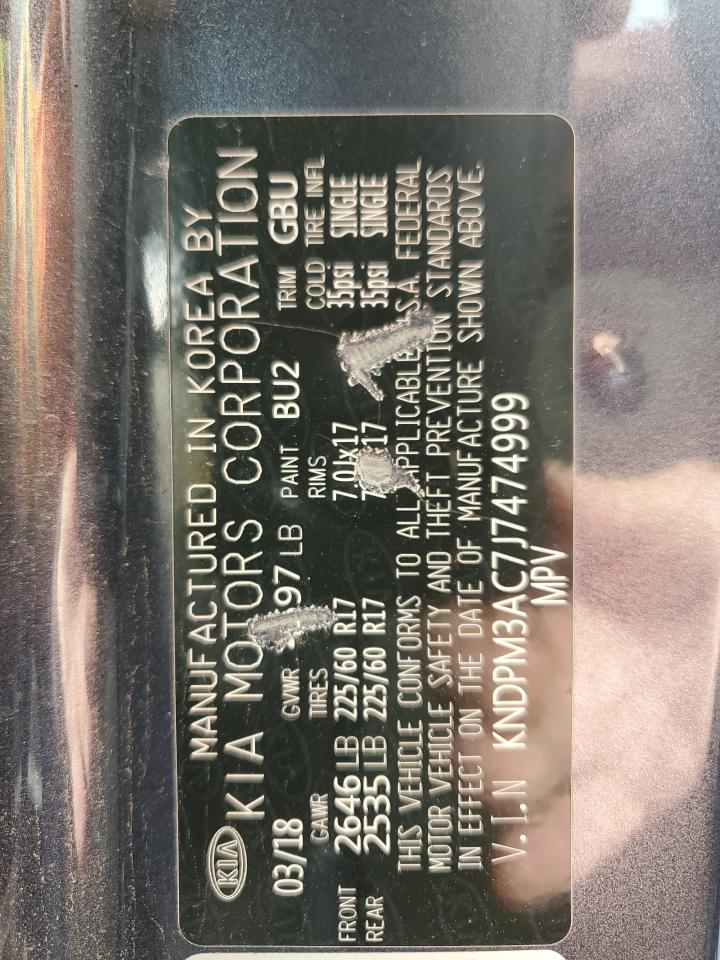 KIA
MANUFACTURED IN KOREA BY
KIA MOTORS CORPORATION
03/18 GVWR 97 LB PAINT BU2 TRIM GBU
GAWR TIRES RIMS COLD TIRE INFL.
FRONT 2646 LB 225/60 R17 7.0Jx17 35psi SINGLE
REAR 2535 LB 225/60 R17 7 17 35psi SINGLE
THIS VEHICLE CONFORMS TO ALL APPLICABLE S.A. FEDERAL
MOTOR VEHICLE SAFETY AND THEFT PREVENTION STANDARDS
IN EFFECT ON THE DATE OF MANUFACTURE SHOWN ABOVE.
V.I.N KNDPM3AC7J7474999
MPV